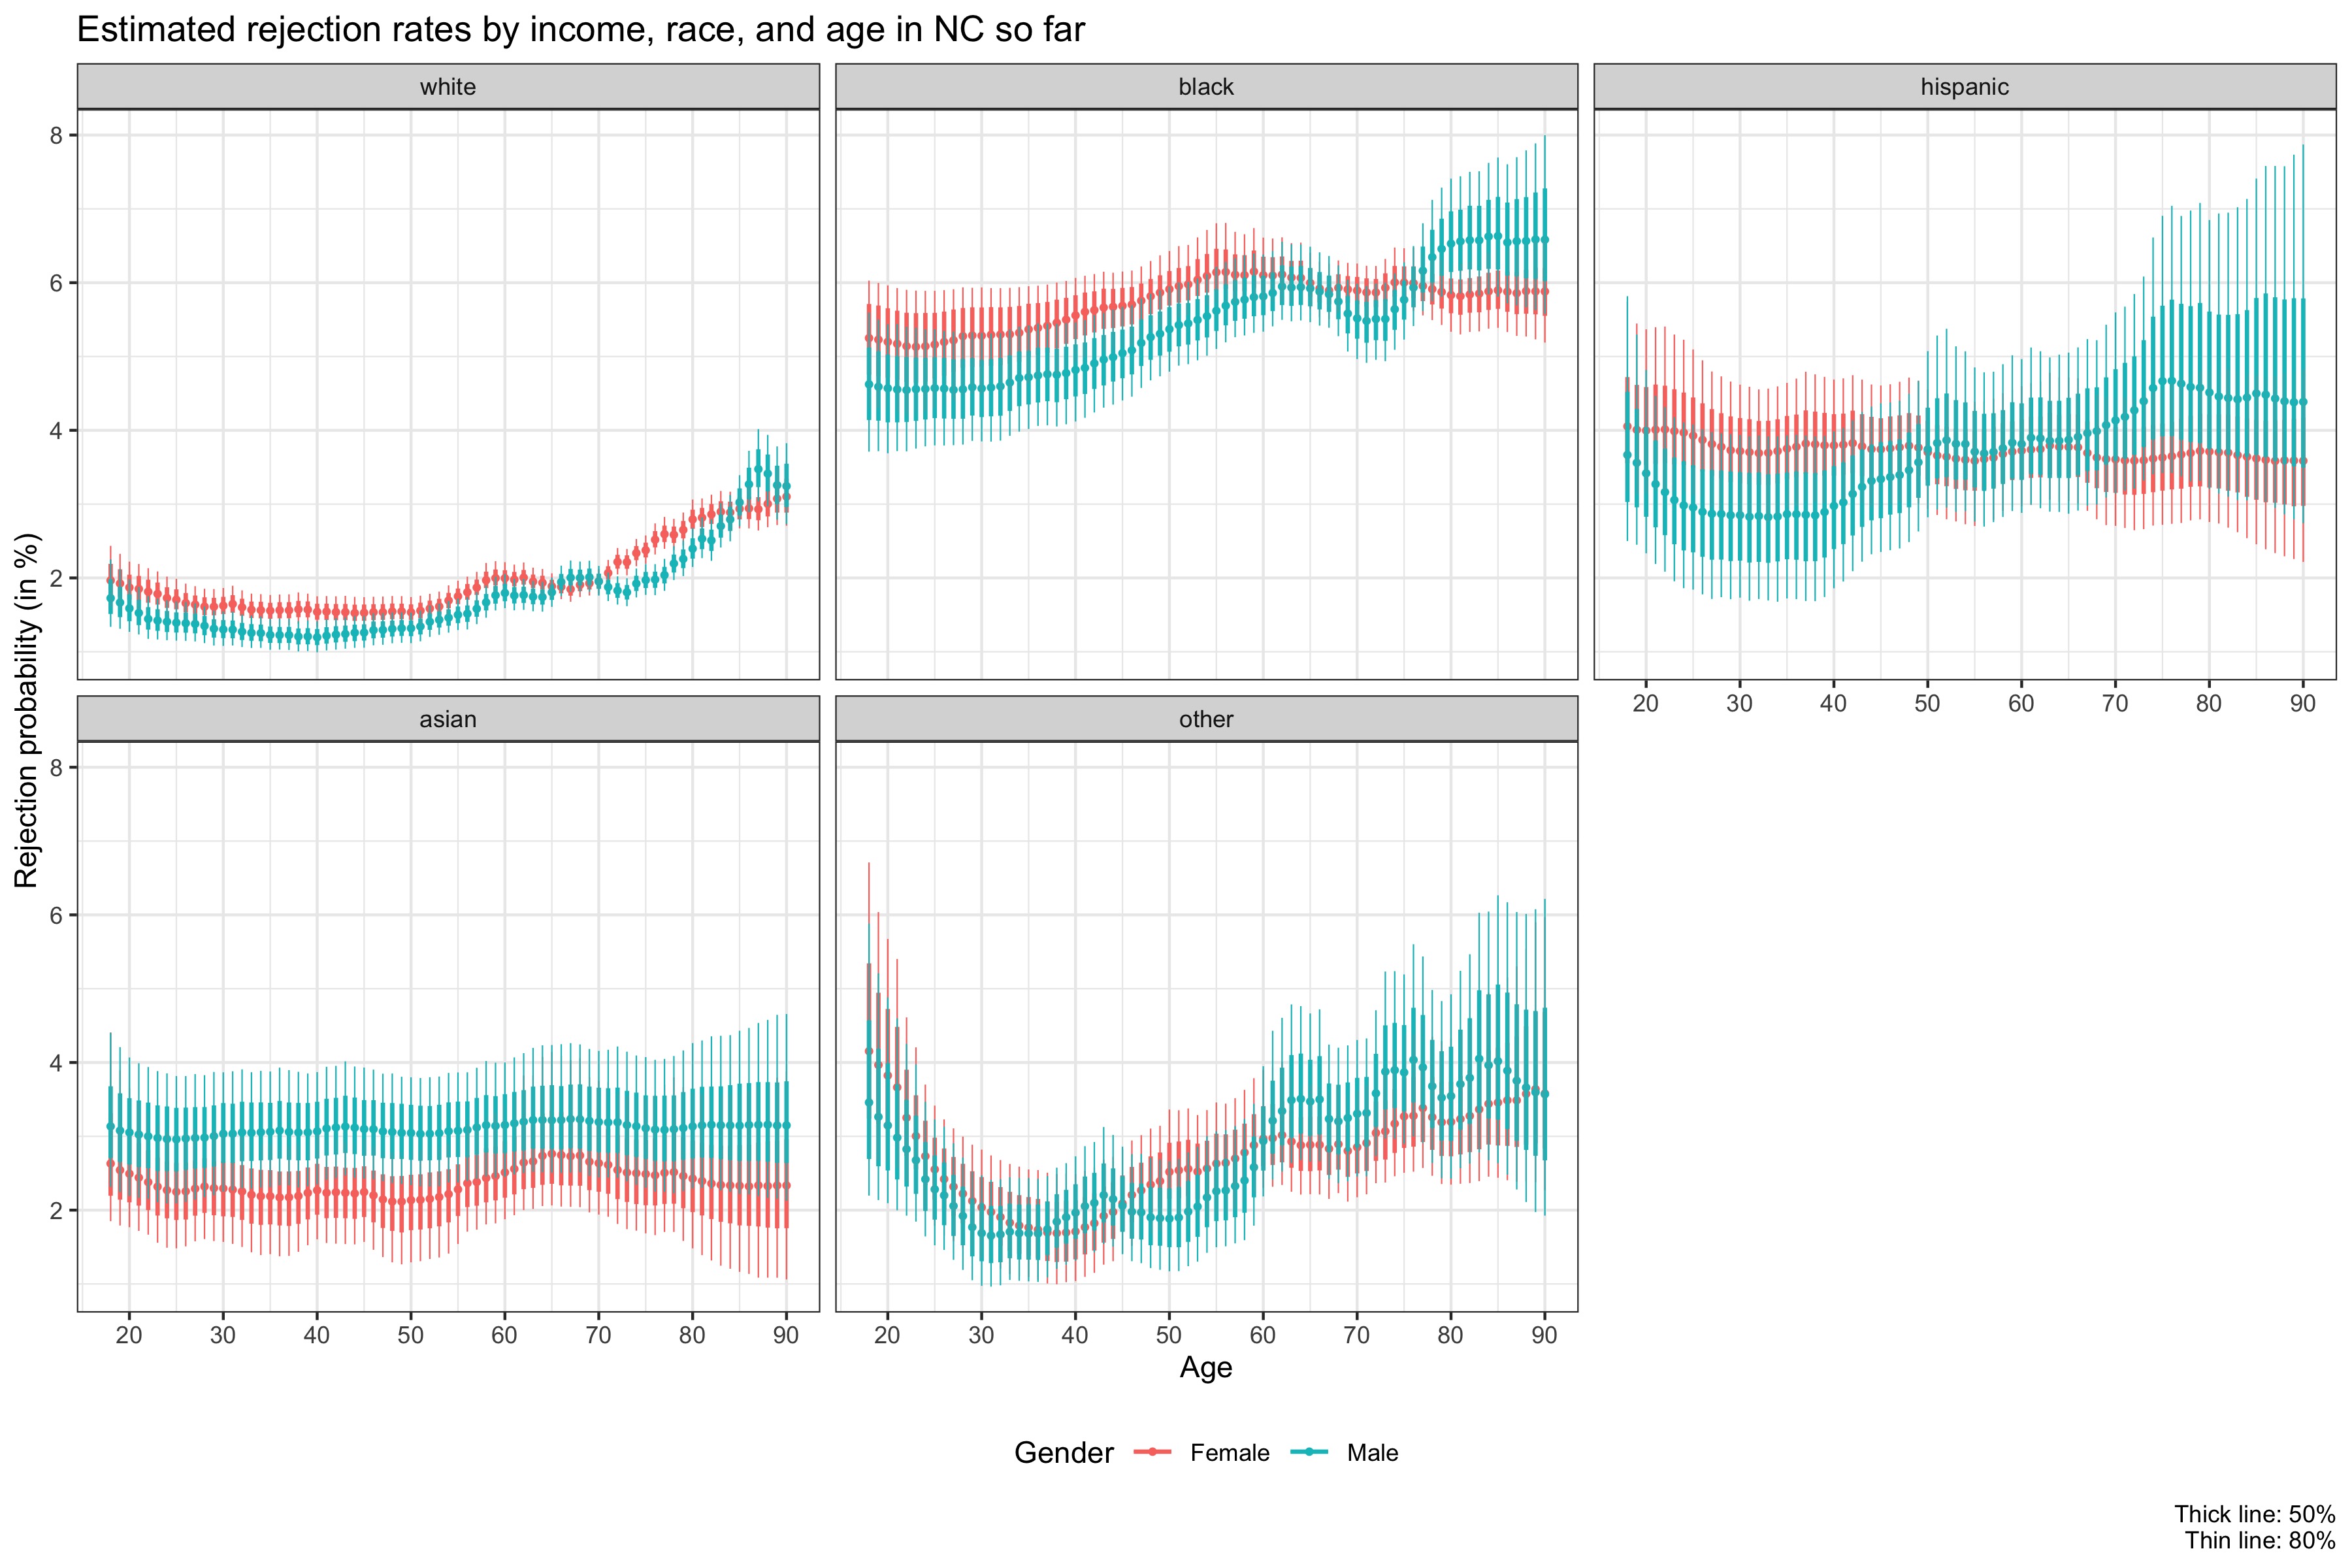 Estimated rejection rates by income, race, and age in NC so far
white
black
hispanic
8
6
4
2
20 30 40 50 60 70 80 90
Rejection probability (in %)
asian
other
8
6
4
2
20 30 40 50 60 70 80 90
20 30 40 50 60 70 80 90
Age
Gender Female Male
Thick line: 50%
Thin line: 80%